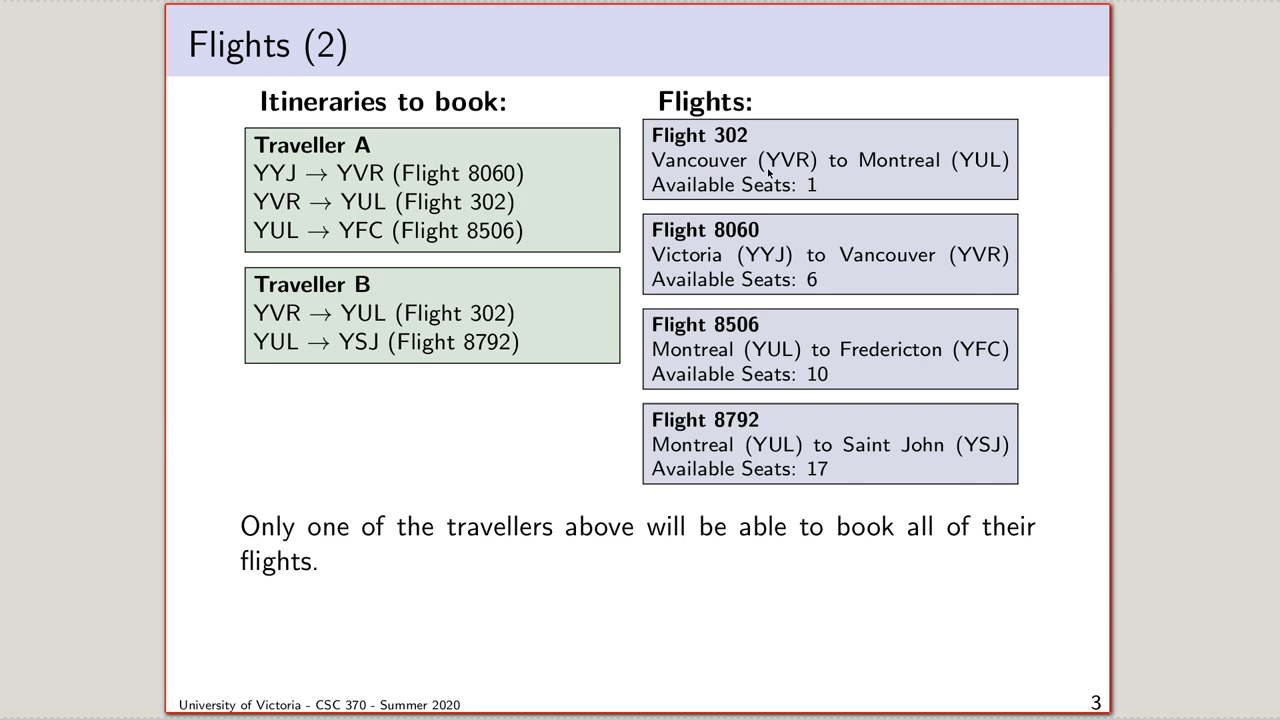 Flights (2)
Itineraries to book:
Traveller A
YYJ → YVR (Flight 8060)
YVR → YUL (Flight 302)
YUL → YFC (Flight 8506)
Traveller B
YVR → YUL (Flight 302)
YUL → YSJ (Flight 8792)
Flights:
Flight 302
Vancouver (YVR) to Montreal (YUL)
Available Seats: 1
Flight 8060
Victoria (YYJ) to Vancouver (YVR)
Available Seats: 6
Flight 8506
Montreal (YUL) to Fredericton (YFC)
Available Seats: 10
Flight 8792
Montreal (YUL) to Saint John (YSJ)
Available Seats: 17
Only one of the travellers above will be able to book all of their
flights.
University of Victoria - CSC 370 - Summer 2020
3